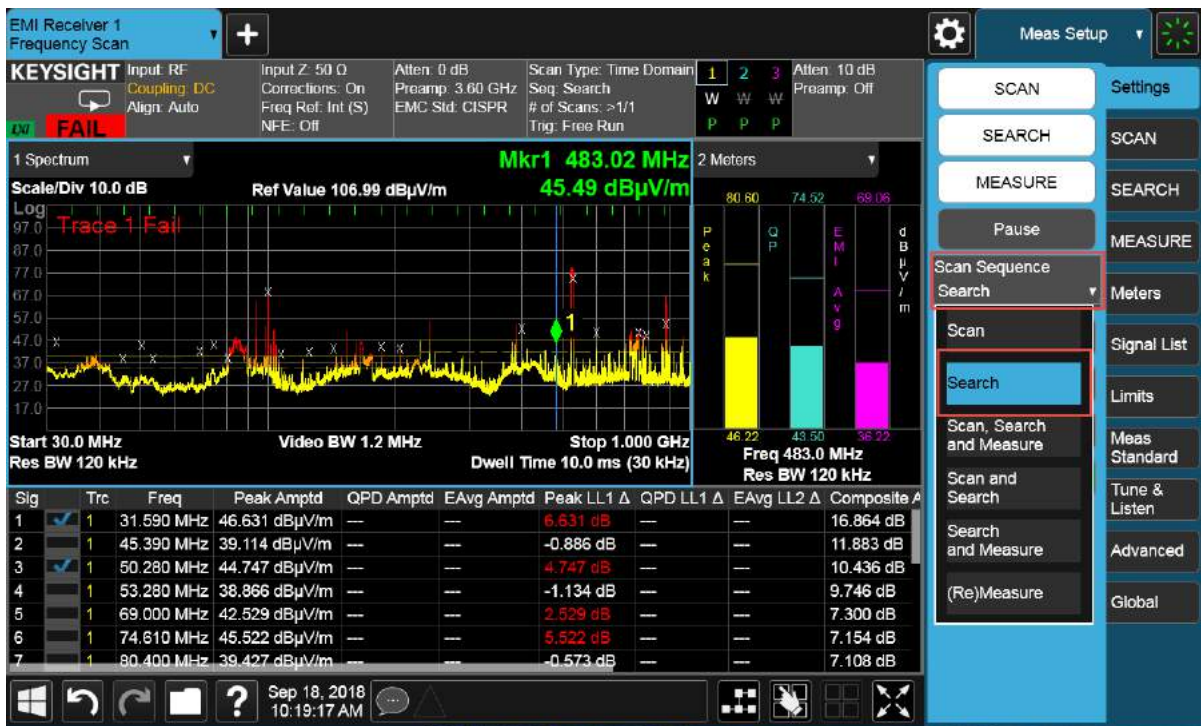 EMI Receiver 1
Frequency Scan
+
Meas Setup
KEYSIGHT
EXI
FAIL
Input: RF
Coupling: DC
Align: Auto
Input Z: 50 Ω
Corrections: On
Freq Ref: Int (S)
NFE: Off
Atten: 0 dB
Preamp: 3.60 GHz
EMC Std: CISPR
Scan Type: Time Domain
Seq: Search
# of Scans: >1/1
Trig: Free Run
1 2 3
W W W
P P P
Atten: 10 dB
Preamp: Off
1 Spectrum
Mkr1 483.02 MHz
Scale/Div 10.0 dB
Ref Value 106.99 dBµV/m
45.49 dBµV/m
Log
Trace 1 Fail
97.0
87.0
77.0
67.0
57.0
47.0
37.0
27.0
17.0
1
Start 30.0 MHz
Video BW 1.2 MHz
Stop 1.000 GHz
Res BW 120 kHz
Dwell Time 10.0 ms (30 kHz)
2 Meters
80.60 74.52 69.06
Peak
QP
EMI Avg
dBµV/m
46.22 43.50 36.22
Freq 483.0 MHz
Res BW 120 kHz
Sig Trc Freq Peak Amptd QPD Amptd EAvg Amptd Peak LL1 Δ QPD LL1 Δ EAvg LL2 Δ Composite A
1 1 31.590 MHz 46.631 dBµV/m --- --- 6.631 dB --- --- 16.864 dB
2 1 45.390 MHz 39.114 dBµV/m --- --- -0.886 dB --- --- 11.883 dB
3 1 50.280 MHz 44.747 dBµV/m --- --- 4.747 dB --- --- 10.436 dB
4 1 53.280 MHz 38.866 dBµV/m --- --- -1.134 dB --- --- 9.746 dB
5 1 69.000 MHz 42.529 dBµV/m --- --- 2.529 dB --- --- 7.300 dB
6 1 74.610 MHz 45.522 dBµV/m --- --- 5.522 dB --- --- 7.154 dB
7 1 80.400 MHz 39.427 dBµV/m --- --- -0.573 dB --- --- 7.108 dB
?
Sep 18, 2018
10:19:17 AM
SCAN
SEARCH
MEASURE
Pause
Scan Sequence
Search
Scan
Search
Scan, Search
and Measure
Scan and
Search
Search
and Measure
(Re)Measure
Settings
SCAN
SEARCH
MEASURE
Meters
Signal List
Limits
Meas
Standard
Tune &
Listen
Advanced
Global